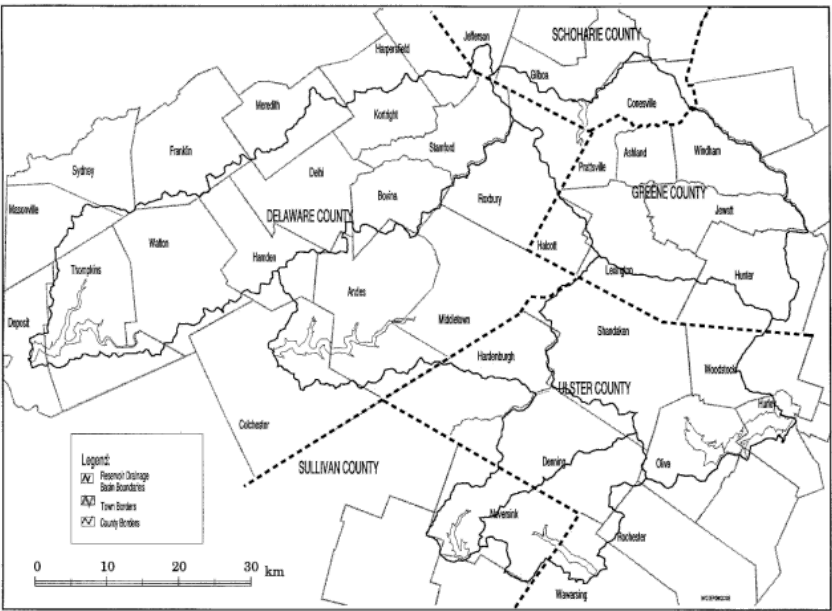 Jefferson
SCHOHARIE COUNTY
Harpersfield
Gilboa
Meredith
Conesville
Kortright
Franklin
Stamford
Prattsville
Ashland
Windham
Sydney
Delhi
Bovina
GREENE COUNTY
Masonville
Roxbury
Jewett
DELAWARE COUNTY
Walton
Halcott
Hamden
Lexington
Thompkins
Hunter
Andes
Deposit
Middletown
Shandaken
Hardenburgh
Woodstock
ULSTER COUNTY
Hurley
Colchester
Legend:
Reservoir Drainage
Basin Boundaries
Town Borders
County Borders
SULLIVAN COUNTY
Denning
Olive
Neversink
Rochester
0 10 20 30 km
Wawarsing